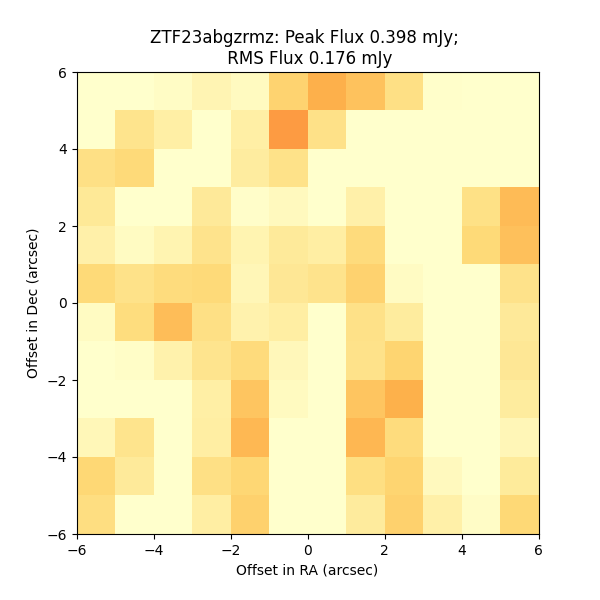 ZTF23abgzrmz: Peak Flux 0.398 mJy;
RMS Flux 0.176 mJy
6
4
2
0
−2
−4
−6
Offset in Dec (arcsec)
−6 −4 −2 0 2 4 6
Offset in RA (arcsec)